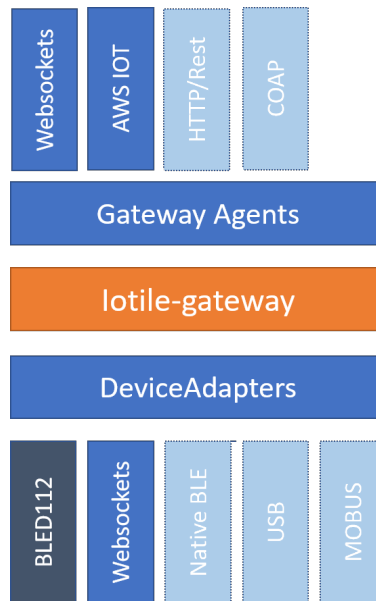 Websockets
AWS IOT
HTTP/Rest
COAP
Gateway Agents
Iotile-gateway
DeviceAdapters
BLED112
Websockets
Native BLE
USB
MOBUS